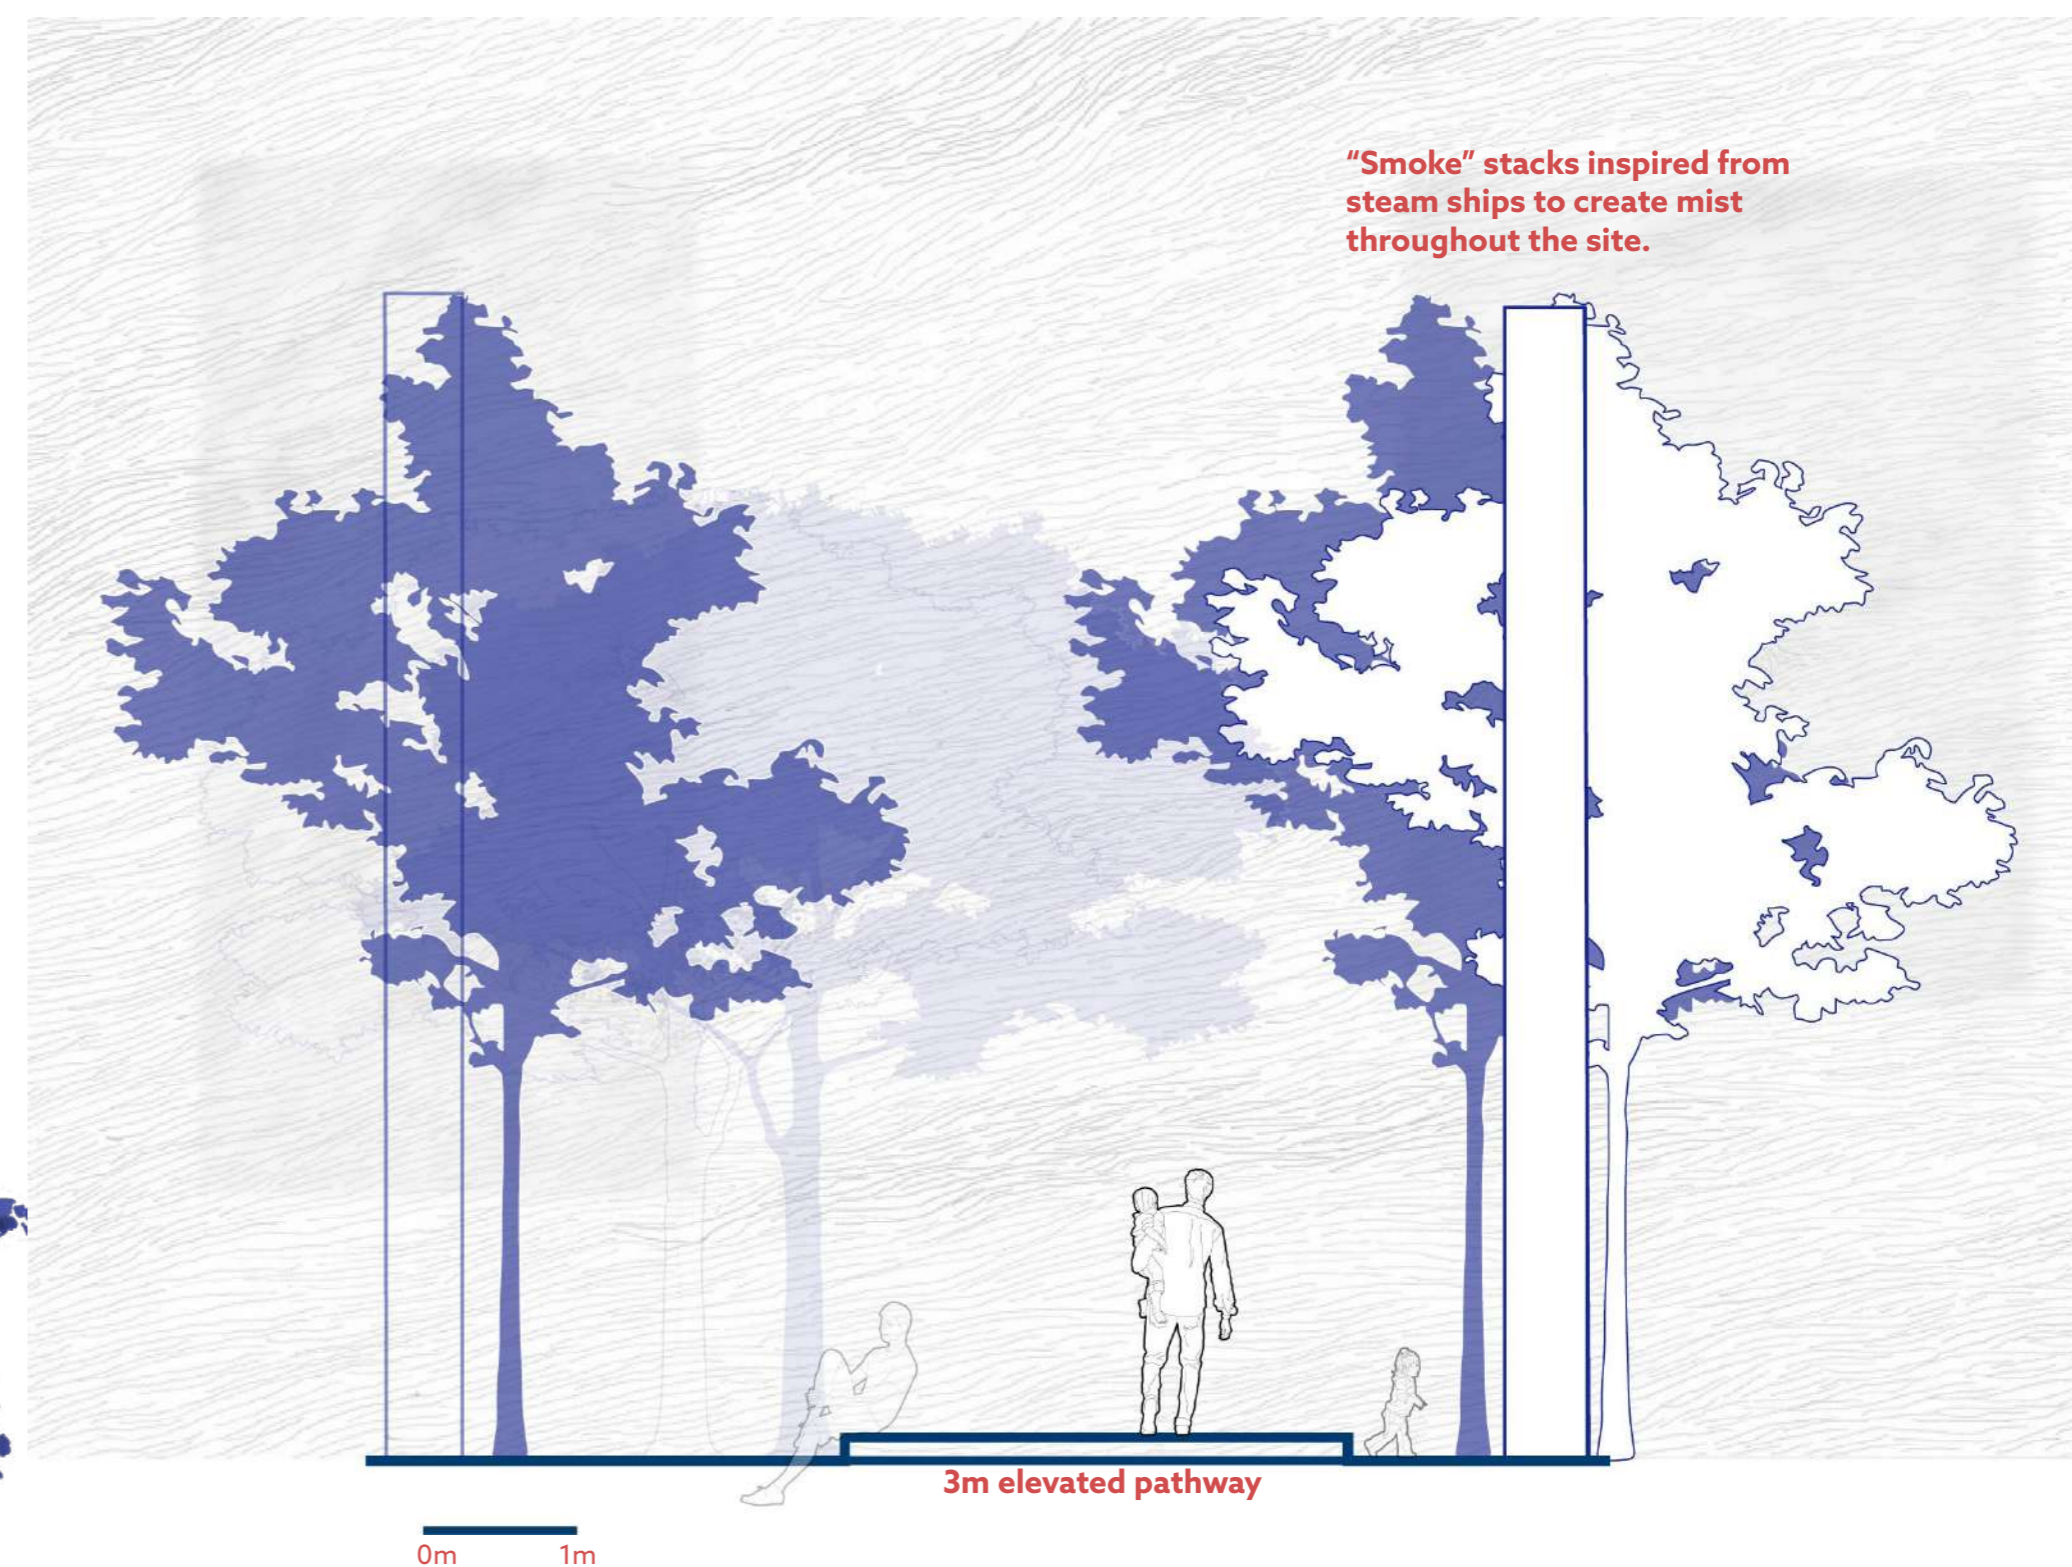 “Smoke” stacks inspired from
steam ships to create mist
throughout the site.
3m elevated pathway
0m 1m